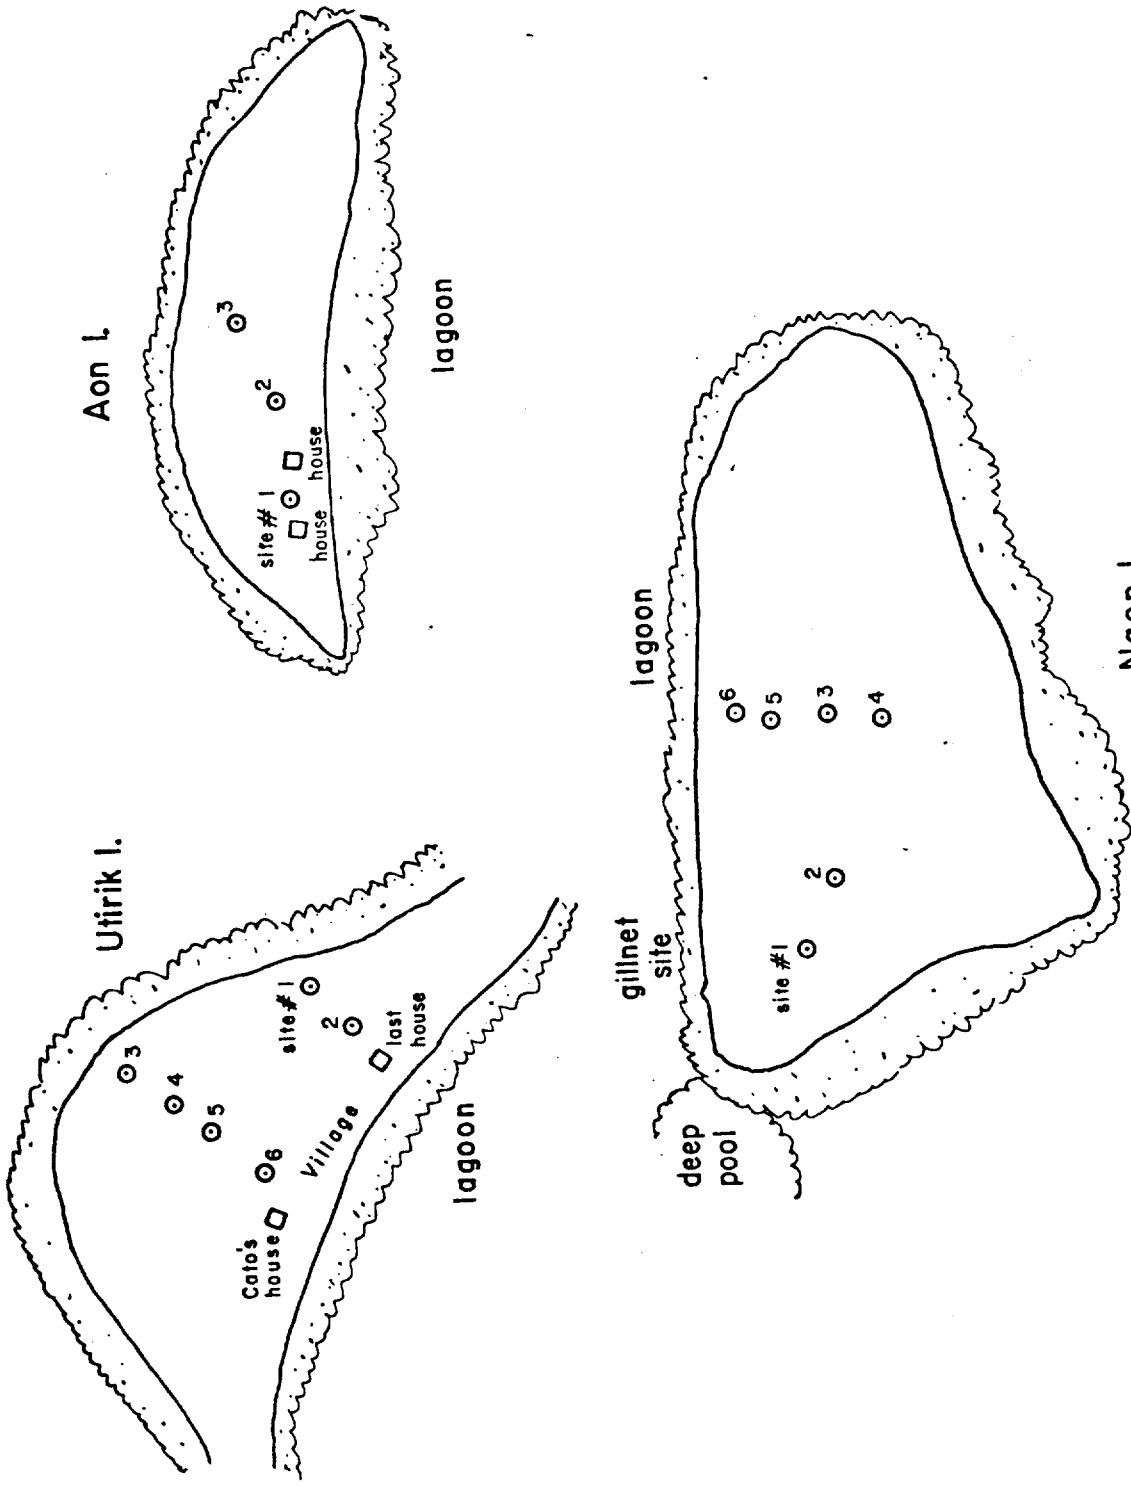 Utirik I.
3
4
5
6
site #1
2
last
house
Village
Cato's
house
lagoon
Aon I.
3
2
house
site # 1
house
lagoon
lagoon
gillnet
site
6
5
3
4
2
site #1
deep
pool